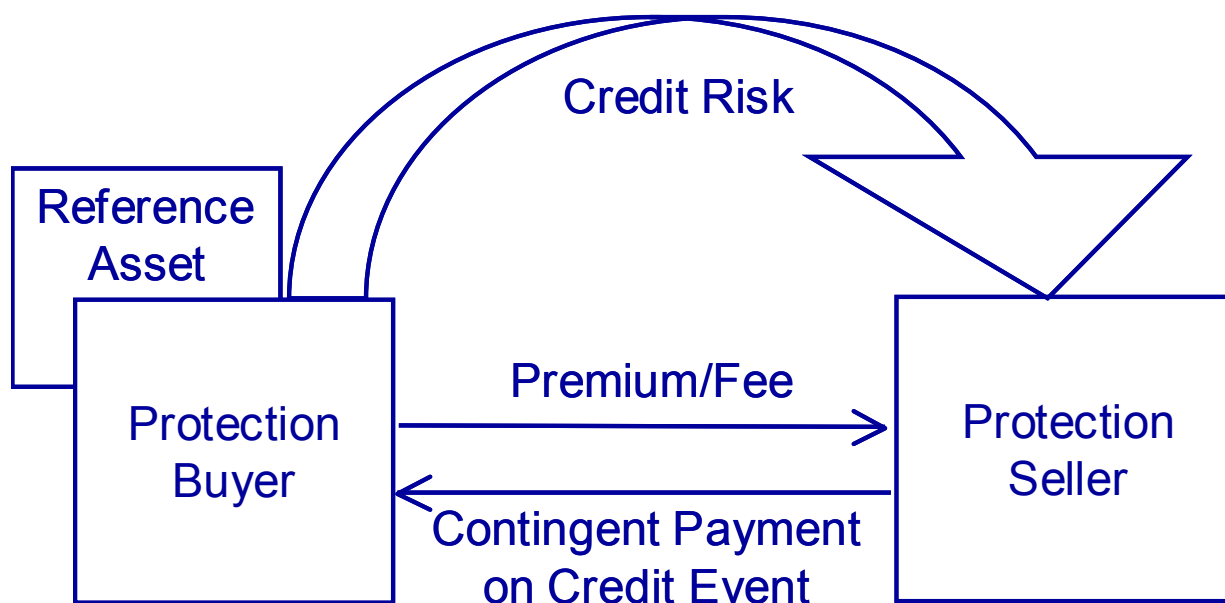 Credit Risk
Reference
Asset
Premium/Fee
Protection
Buyer
Protection
Seller
Contingent Payment
on Credit Event